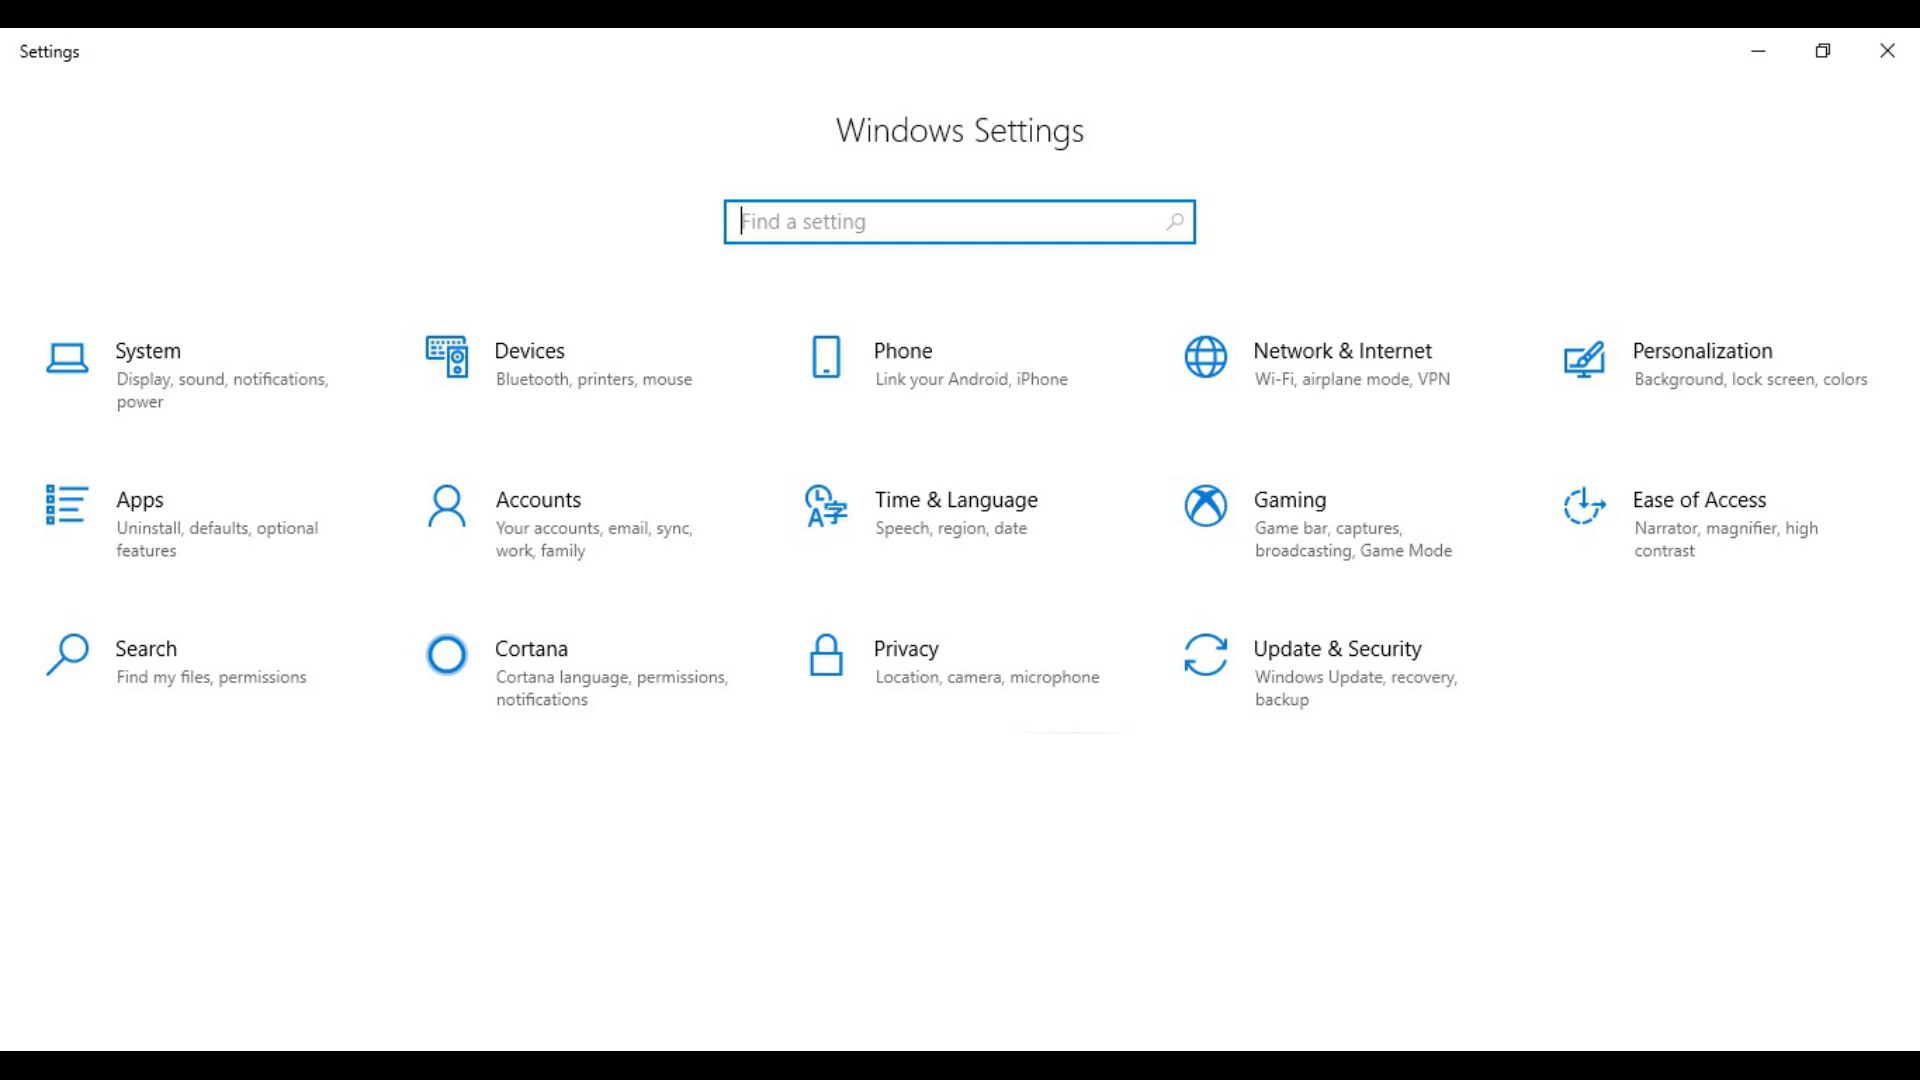 Settings
Windows Settings
Find a setting
System
Display, sound, notifications,
power
Devices
Bluetooth, printers, mouse
Phone
Link your Android, iPhone
Network & Internet
Wi-Fi, airplane mode, VPN
Personalization
Background, lock screen, colors
Apps
Uninstall, defaults, optional
features
Accounts
Your accounts, email, sync,
work, family
Time & Language
Speech, region, date
Gaming
Game bar, captures,
broadcasting, Game Mode
Ease of Access
Narrator, magnifier, high
contrast
Search
Find my files, permissions
Cortana
Cortana language, permissions,
notifications
Privacy
Location, camera, microphone
Update & Security
Windows Update, recovery,
backup